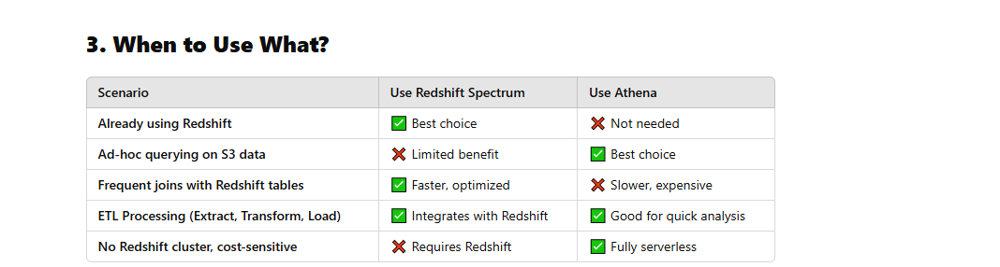 3. When to Use What?
Scenario Use Redshift Spectrum Use Athena
Already using Redshift ✅ Best choice ❌ Not needed
Ad-hoc querying on S3 data ❌ Limited benefit ✅ Best choice
Frequent joins with Redshift tables ✅ Faster, optimized ❌ Slower, expensive
ETL Processing (Extract, Transform, Load) ✅ Integrates with Redshift ✅ Good for quick analysis
No Redshift cluster, cost-sensitive ❌ Requires Redshift ✅ Fully serverless